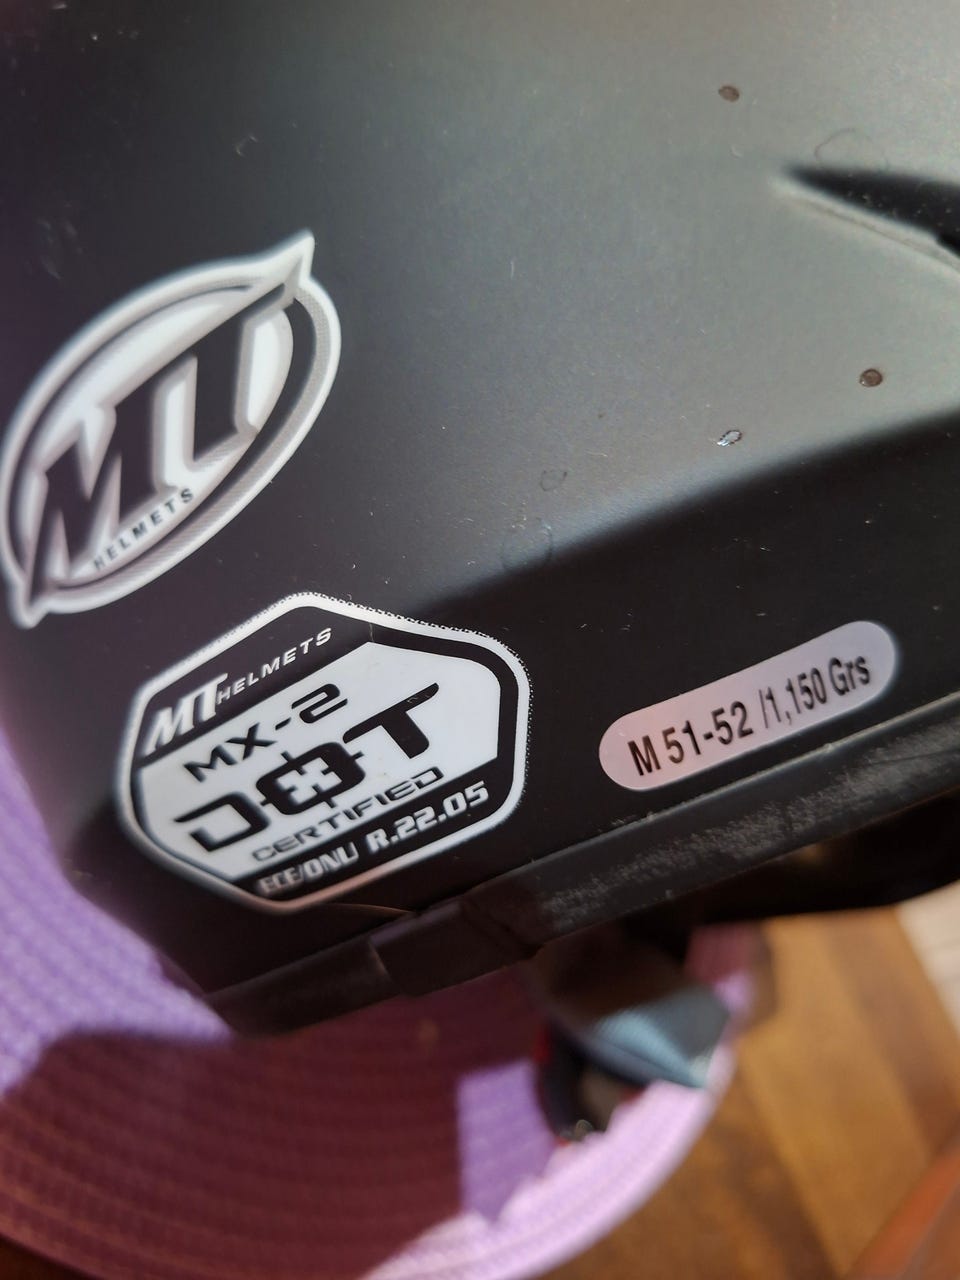 MT
HELMETS
MT HELMETS
MX-2
DOT
CERTIFIED
ECE/ONU R.22.05
M 51-52 /1,150 Grs